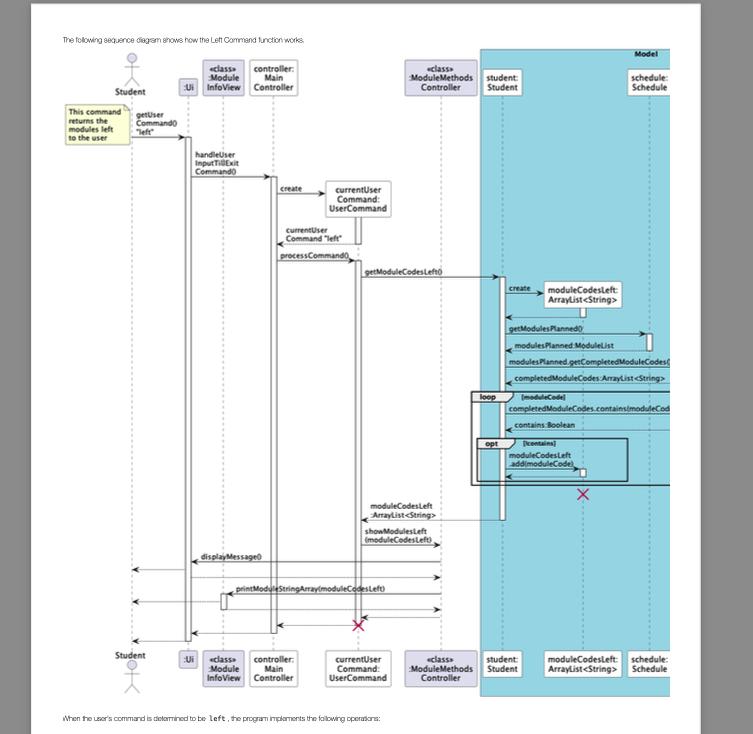 The following sequence diagram shows how the Left Command function works.
Model
Student
:Ui
«class»
:Module
InfoView
controller:
Main
Controller
«class»
:ModuleMethods
Controller
student:
Student
schedule:
Schedule
This command
returns the
modules left
to the user
getUser
Command()
"left"
handleUser
InputTillExit
Command()
create
currentUser
Command:
UserCommand
currentUser
Command "left"
processCommand()
getModuleCodesLeft()
create
moduleCodesLeft:
ArrayList<String>
getModulesPlanned()
modulesPlanned:ModuleList
modulesPlanned.getCompletedModuleCodes(
completedModuleCodes:ArrayList<String>
loop
[moduleCode]
completedModuleCodes.contains(moduleCod
contains:Boolean
opt
[!contains]
moduleCodesLeft
.add(moduleCode)
moduleCodesLeft
:ArrayList<String>
showModulesLeft
(moduleCodesLeft)
displayMessage()
printModuleStringArray(moduleCodesLeft)
Student
:Ui
«class»
:Module
InfoView
controller:
Main
Controller
currentUser
Command:
UserCommand
«class»
:ModuleMethods
Controller
student:
Student
moduleCodesLeft:
ArrayList<String>
schedule:
Schedule
When the user's command is determined to be left , the program implements the following operations: